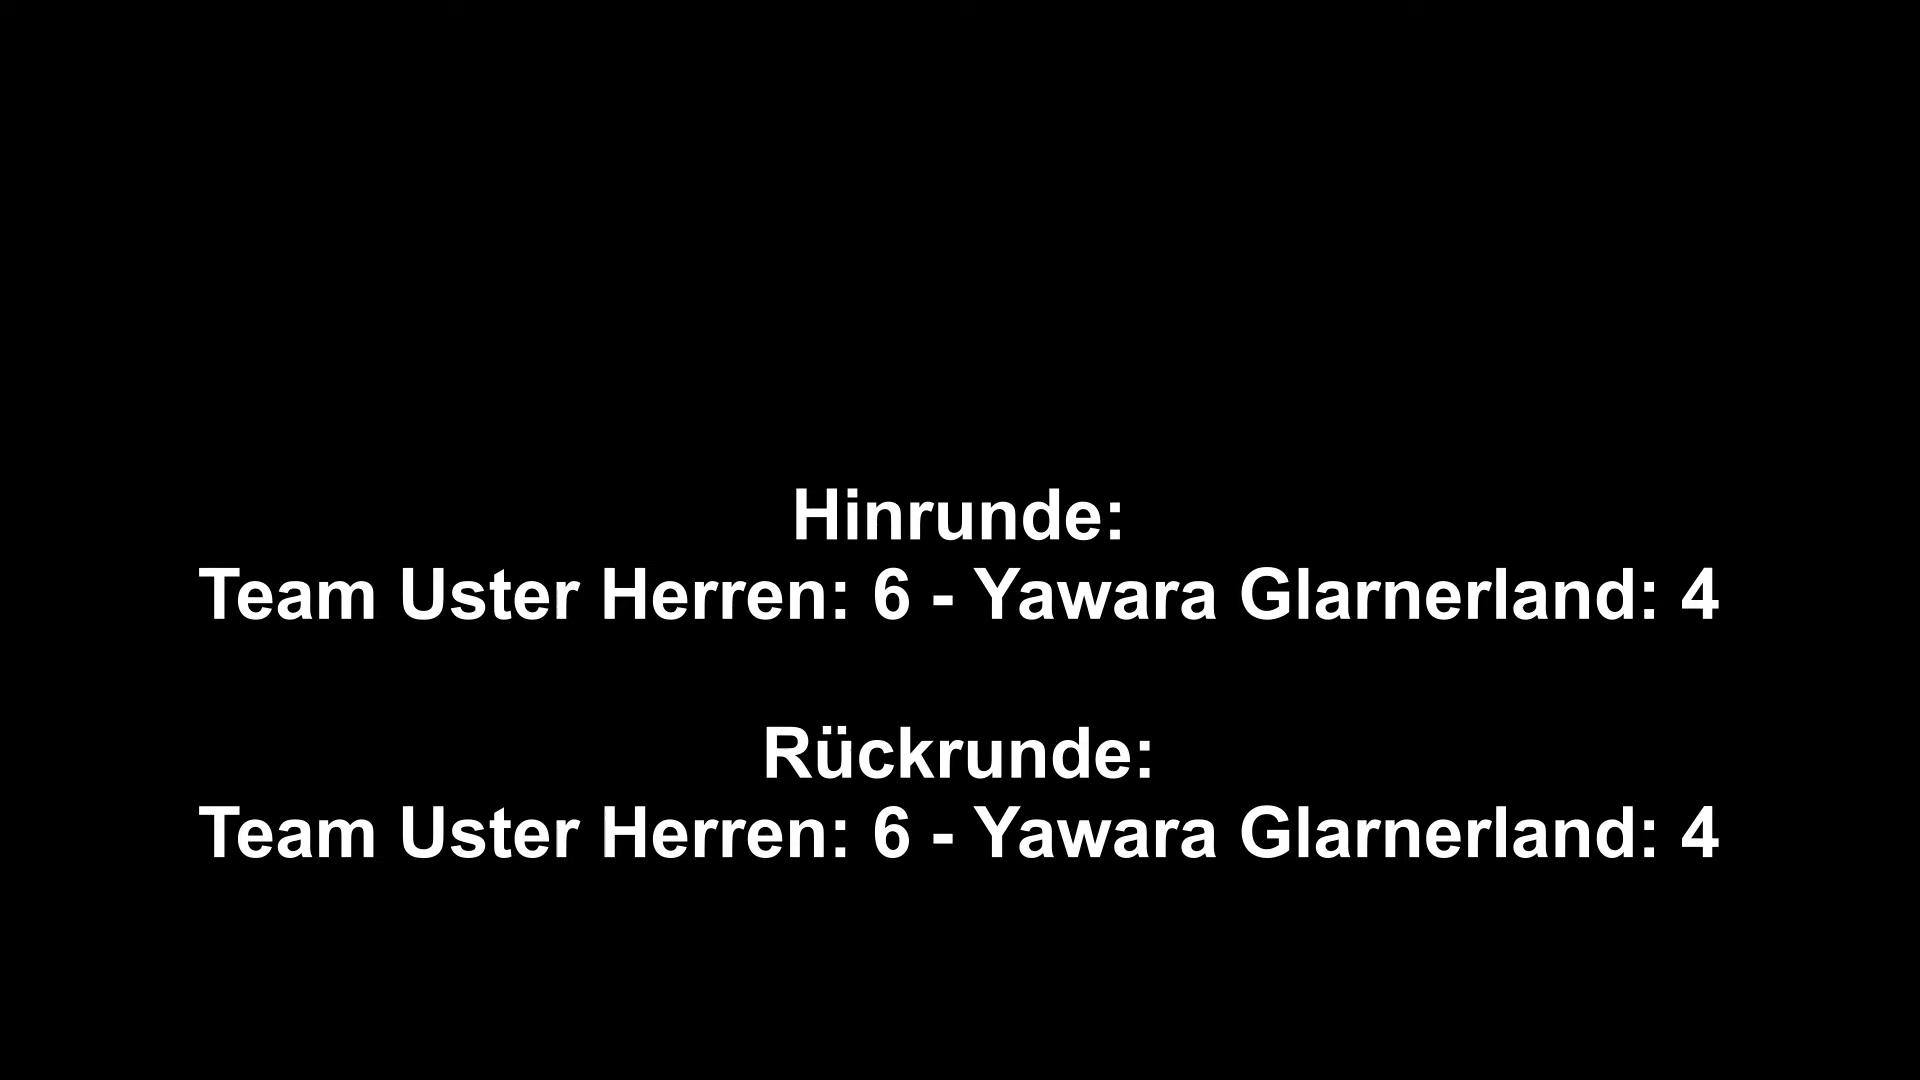 Hinrunde:
Team Uster Herren: 6 - Yawara Glarnerland: 4
Rückrunde:
Team Uster Herren: 6 - Yawara Glarnerland: 4